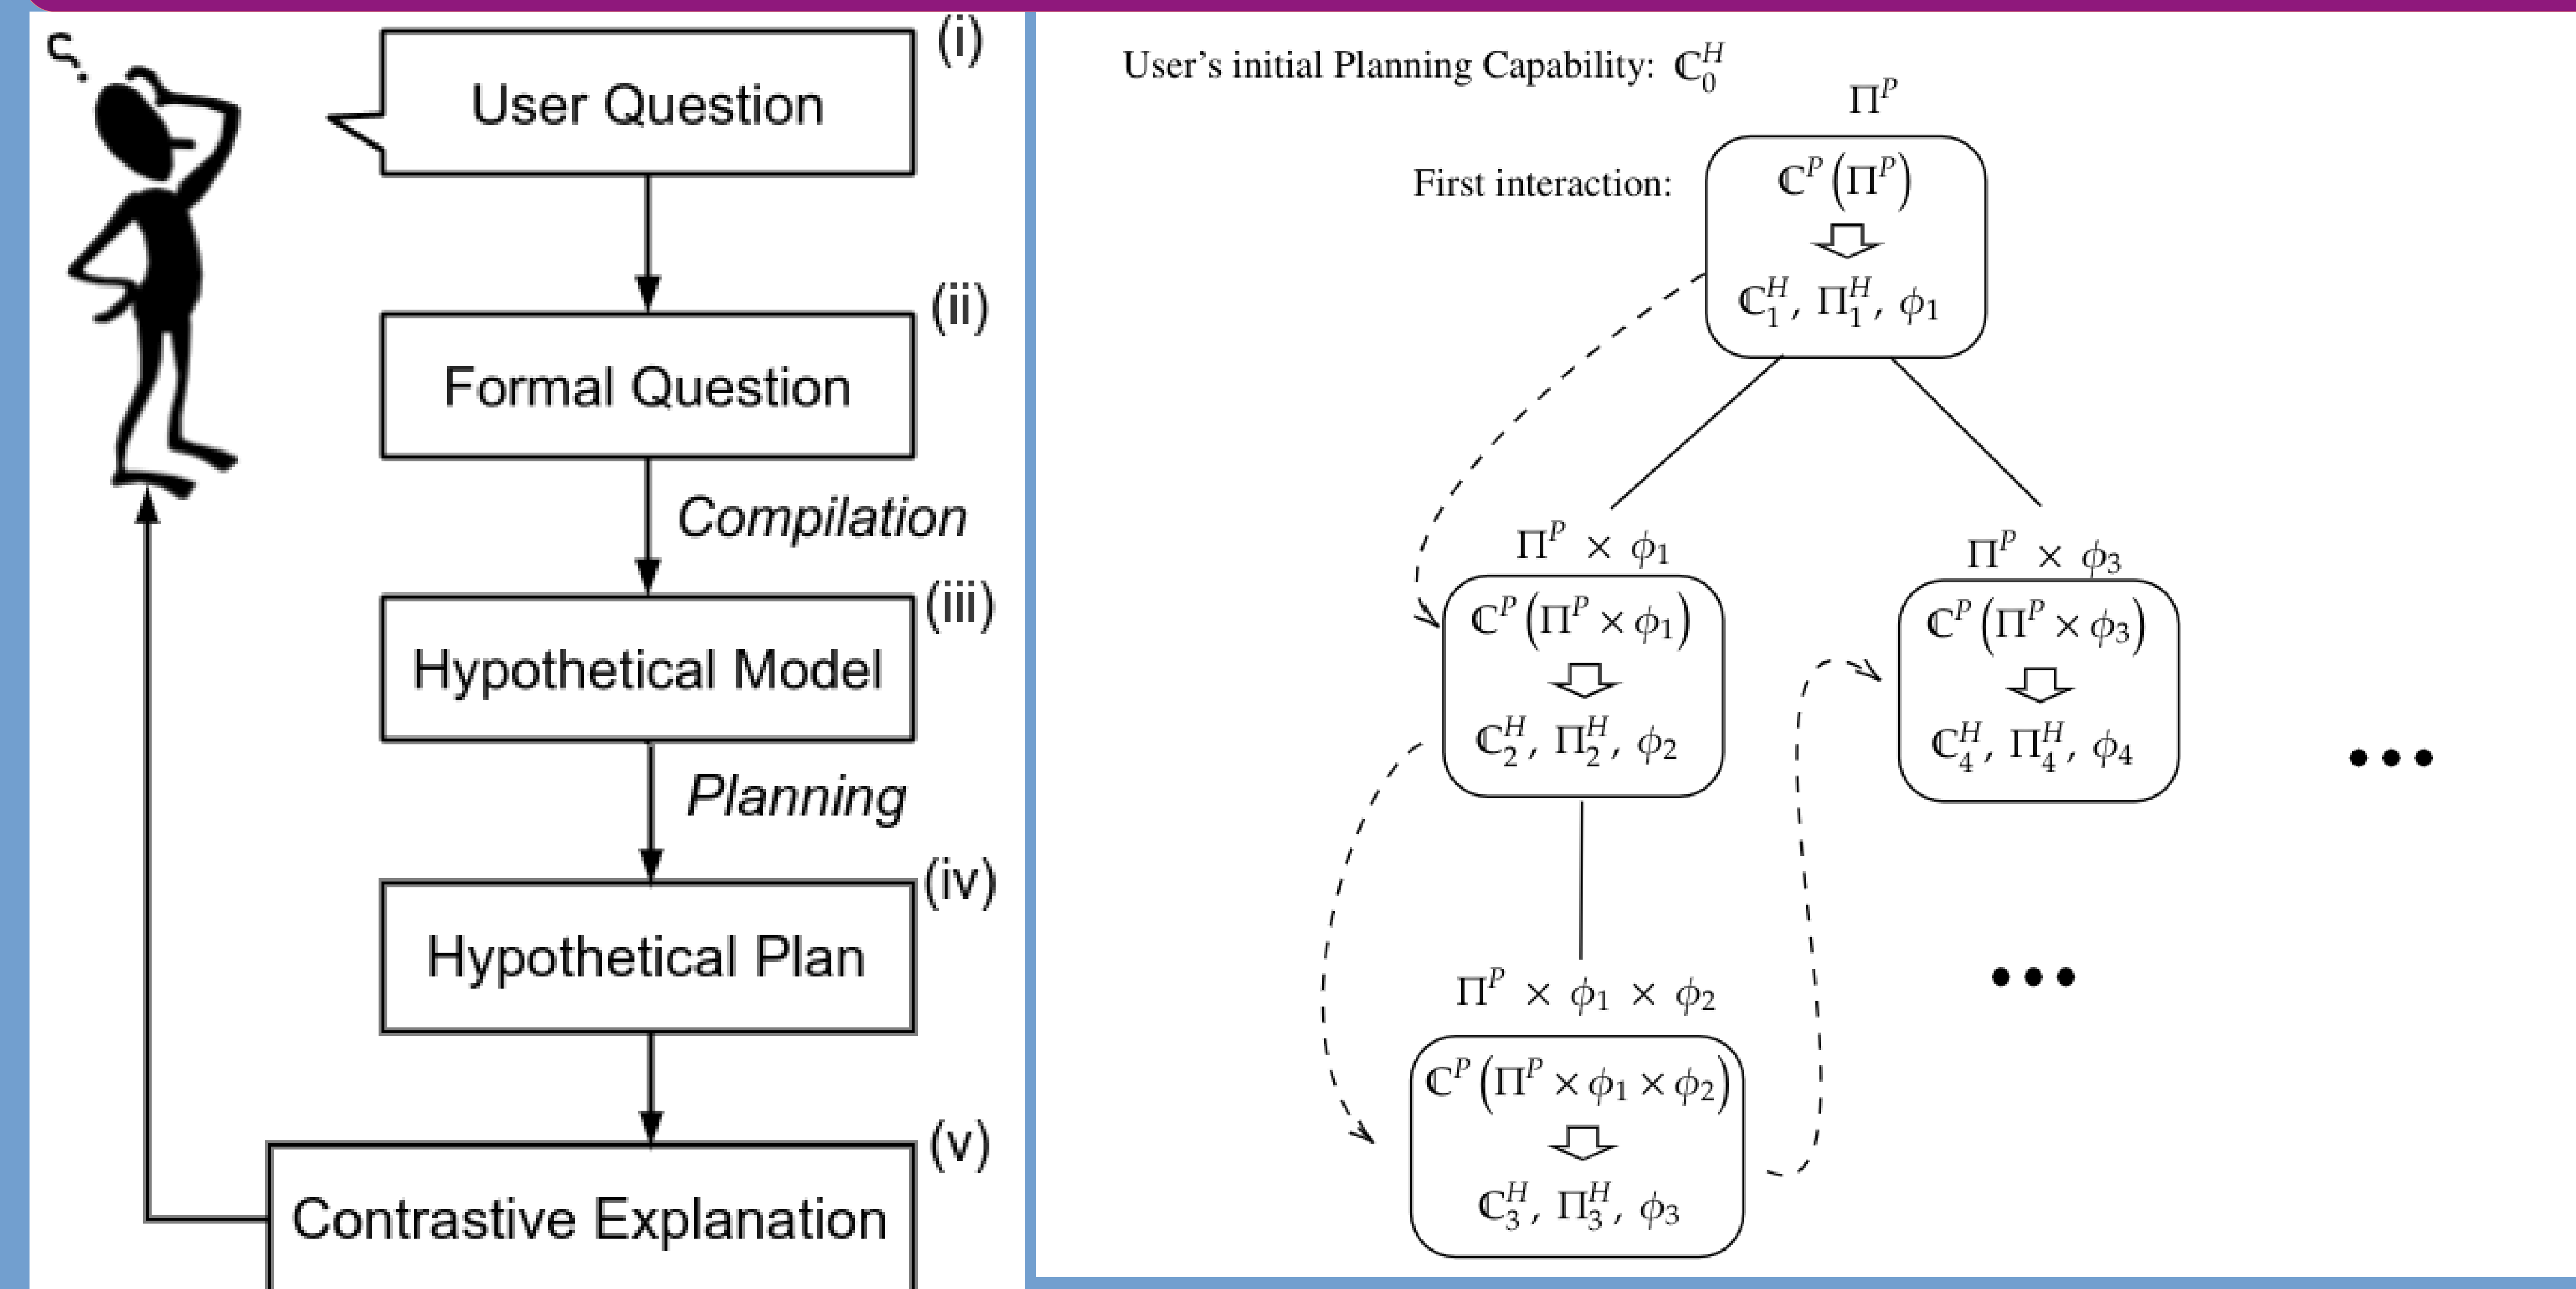 ?
User Question
(i)
Formal Question
(ii)
Compilation
Hypothetical Model
(iii)
Planning
Hypothetical Plan
(iv)
Contrastive Explanation
(v)
User's initial Planning Capability: ℂ₀ᴴ
Πᴾ
First interaction:
ℂᴾ(Πᴾ)
ℂ₁ᴴ, Π₁ᴴ, ϕ₁
Πᴾ × ϕ₁
ℂᴾ(Πᴾ × ϕ₁)
ℂ₂ᴴ, Π₂ᴴ, ϕ₂
Πᴾ × ϕ₃
ℂᴾ(Πᴾ × ϕ₃)
ℂ₄ᴴ, Π₄ᴴ, ϕ₄
•••
•••
Πᴾ × ϕ₁ × ϕ₂
ℂᴾ(Πᴾ × ϕ₁ × ϕ₂)
ℂ₃ᴴ, Π₃ᴴ, ϕ₃